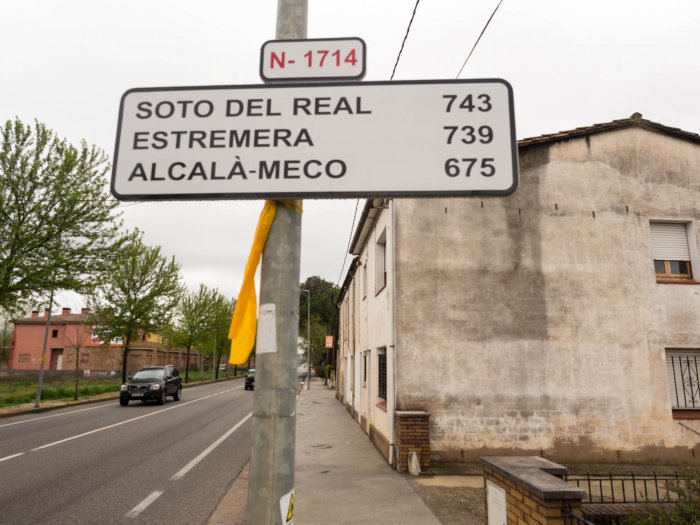 N- 1714
SOTO DEL REAL 743
ESTREMERA 739
ALCALÀ-MECO 675